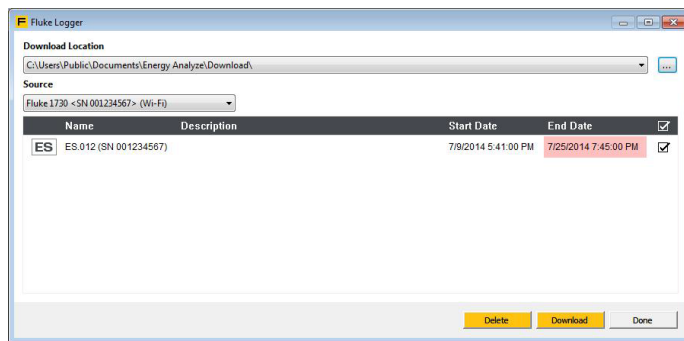 F Fluke Logger
Download Location
C:\Users\Public\Documents\Energy Analyze\Download\ ...
Source
Fluke 1730 <SN 001234567> (Wi-Fi)
Name Description Start Date End Date
ES ES.012 (SN 001234567) 7/9/2014 5:41:00 PM 7/25/2014 7:45:00 PM
Delete Download Done